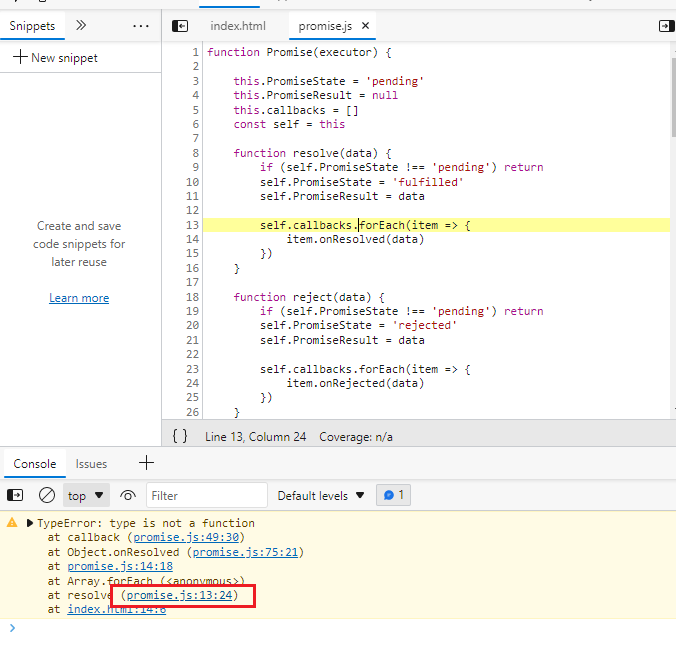 Snippets
index.html
promise.js
New snippet
Create and save
code snippets for
later reuse
Learn more
1 function Promise(executor) {
2
3 this.PromiseState = 'pending'
4 this.PromiseResult = null
5 this.callbacks = []
6 const self = this
7
8 function resolve(data) {
9 if (self.PromiseState !== 'pending') return
10 self.PromiseState = 'fulfilled'
11 self.PromiseResult = data
12
13 self.callbacks.forEach(item => {
14 item.onResolved(data)
15 })
16 }
17
18 function reject(data) {
19 if (self.PromiseState !== 'pending') return
20 self.PromiseState = 'rejected'
21 self.PromiseResult = data
22
23 self.callbacks.forEach(item => {
24 item.onRejected(data)
25 })
26 }
{ } Line 13, Column 24 Coverage: n/a
Console Issues
top Filter Default levels 1
TypeError: type is not a function
at callback (promise.js:49:30)
at Object.onResolved (promise.js:75:21)
at promise.js:14:18
at Array.forEach (<anonymous>)
at resolve (promise.js:13:24)
at index.html:14:6